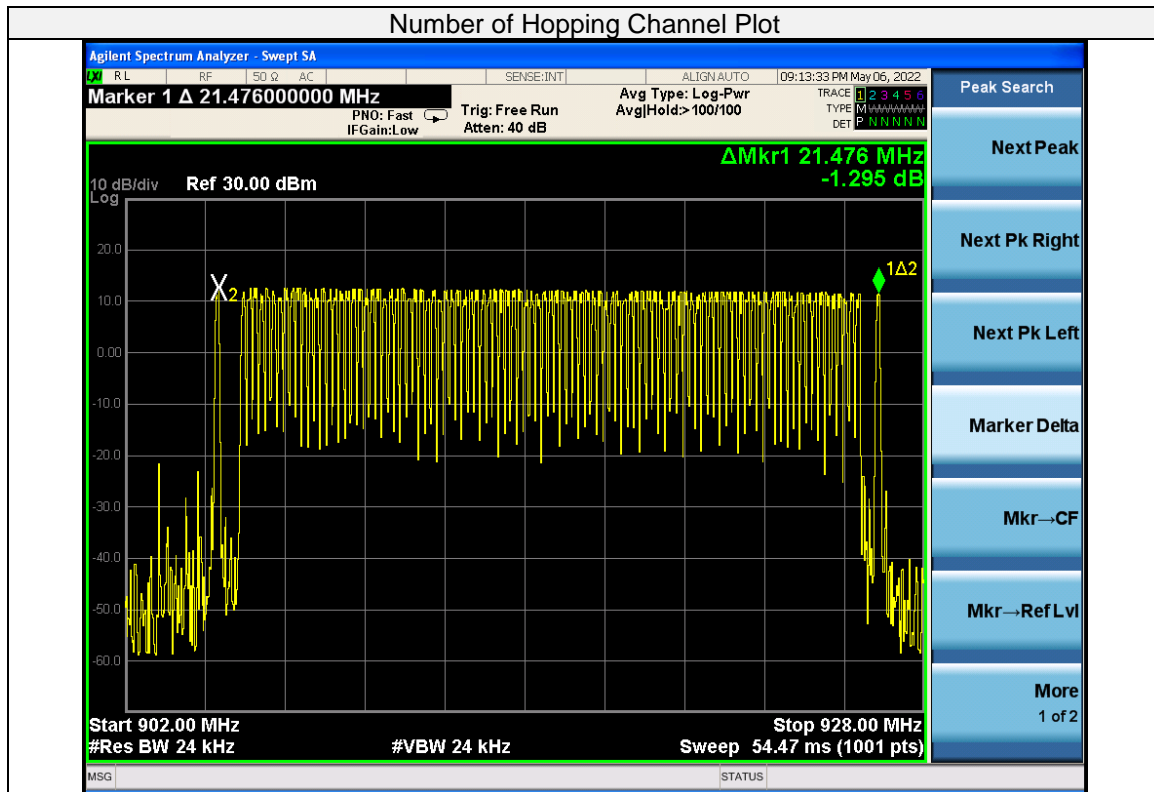 Number of Hopping Channel Plot
Agilent Spectrum Analyzer - Swept SA
LXI RL RF 50 Ω AC SENSE:INT ALIGN AUTO 09:13:33 PM May 06, 2022
Marker 1 Δ 21.476000000 MHz
PNO: Fast
IFGain:Low
Trig: Free Run
Atten: 40 dB
Avg Type: Log-Pwr
Avg|Hold:> 100/100
TRACE 1 2 3 4 5 6
TYPE M
DET P N N N N N
ΔMkr1 21.476 MHz
-1.295 dB
10 dB/div Ref 30.00 dBm
Log
20.0
10.0
0.00
-10.0
-20.0
-30.0
-40.0
-50.0
-60.0
X2
1Δ2
Start 902.00 MHz Stop 928.00 MHz
#Res BW 24 kHz #VBW 24 kHz Sweep 54.47 ms (1001 pts)
MSG STATUS
Peak Search
Next Peak
Next Pk Right
Next Pk Left
Marker Delta
Mkr→CF
Mkr→Ref Lvl
More
1 of 2